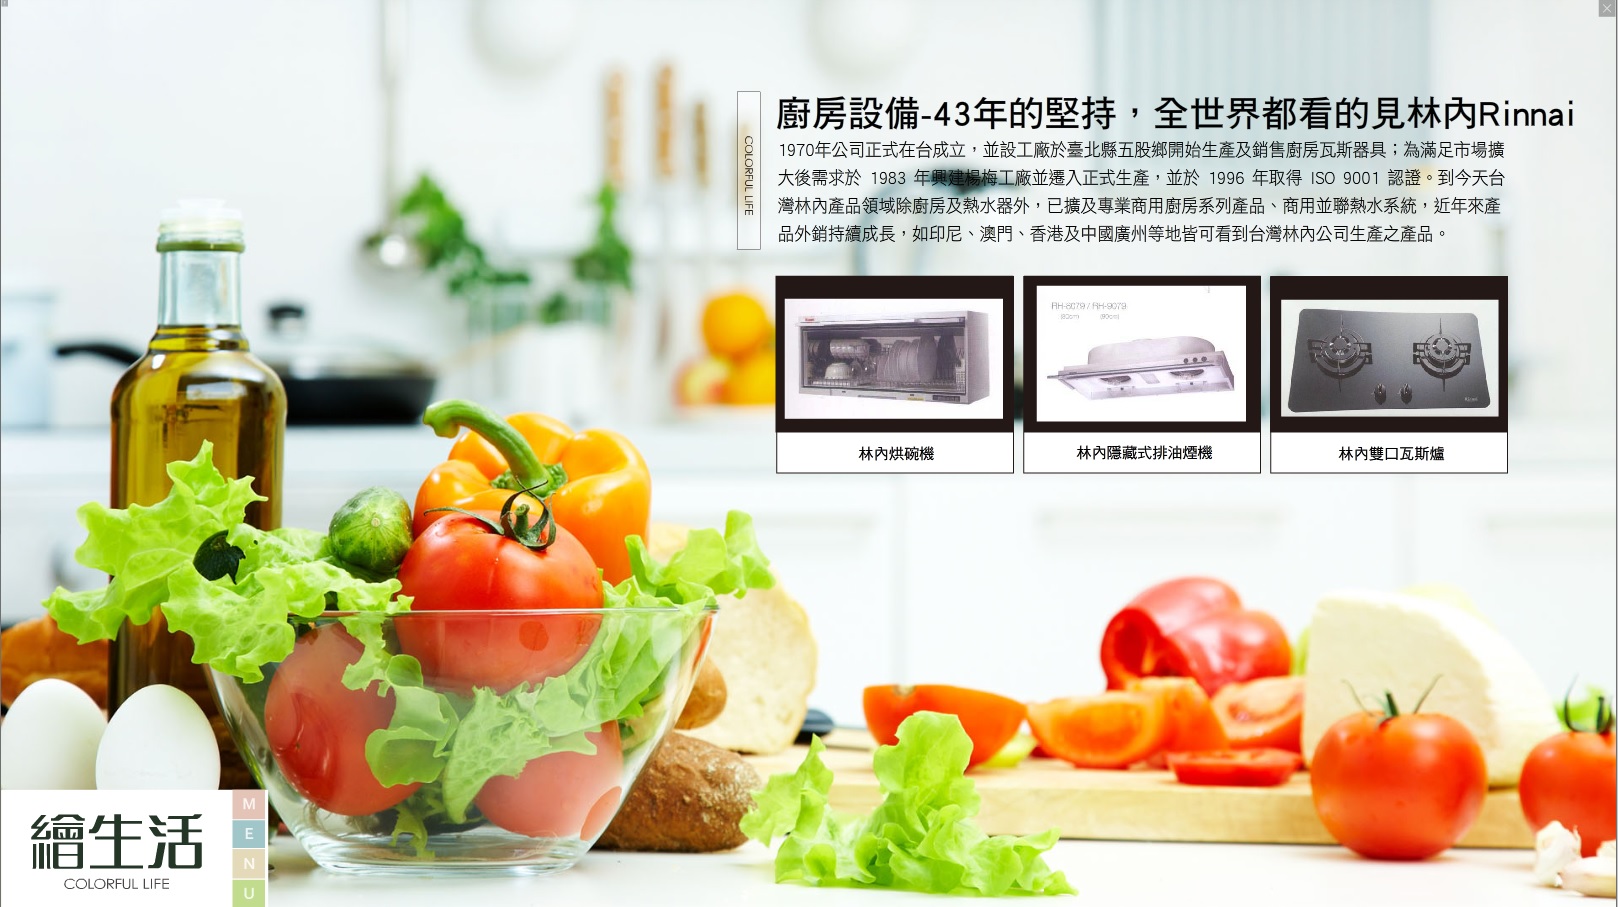 廚房設備-43年的堅持，全世界都看的見林內Rinnai
COLORFUL LIFE
1970年公司正式在台成立，並設工廠於臺北縣五股鄉開始生產及銷售廚房瓦斯器具；為滿足市場擴
大後需求於 1983 年興建楊梅工廠並遷入正式生產，並於 1996 年取得 ISO 9001 認證。到今天台
灣林內產品領域除廚房及熱水器外，已擴及專業商用廚房系列產品、商用並聯熱水系統，近年來產
品外銷持續成長，如印尼、澳門、香港及中國廣州等地皆可看到台灣林內公司生產之產品。
RH-8079 / RH-9079
(80cm) (90cm)
林內烘碗機
林內隱藏式排油煙機
林內雙口瓦斯爐
繪生活
COLORFUL LIFE
M
E
N
U